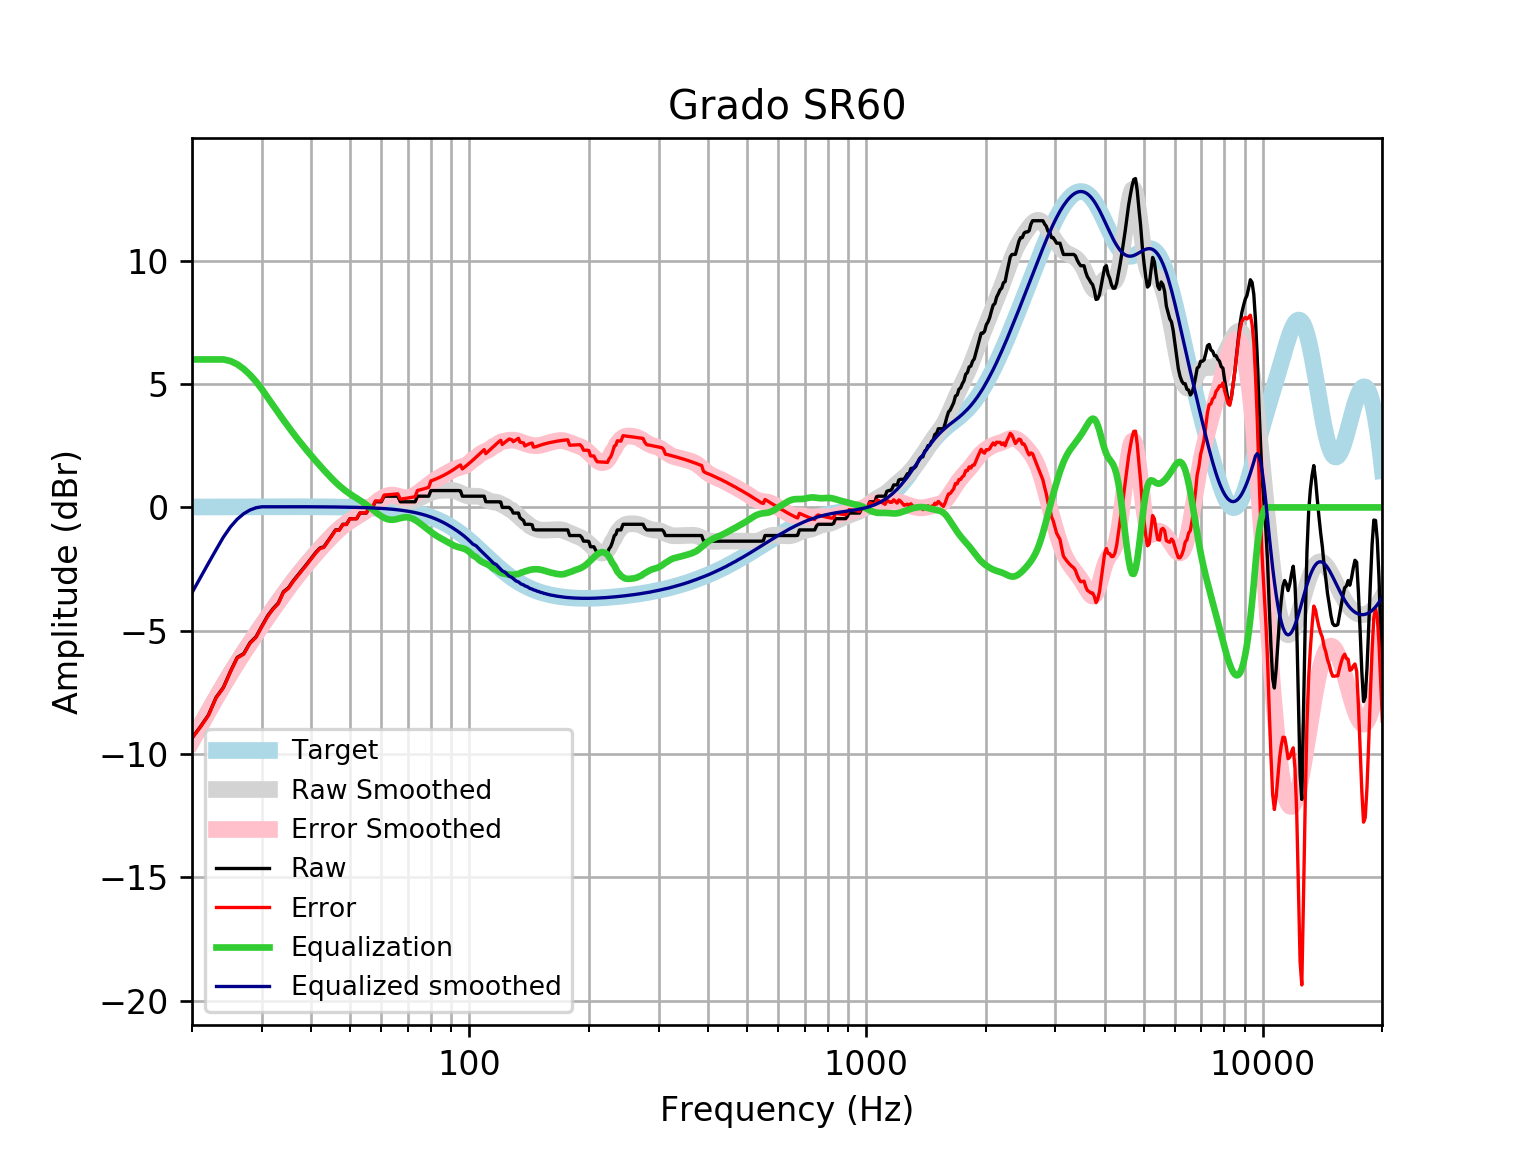 Grado SR60
Amplitude (dBr)
10
5
0
−5
−10
−15
−20
Target
Raw Smoothed
Error Smoothed
Raw
Error
Equalization
Equalized smoothed
100
1000
10000
Frequency (Hz)